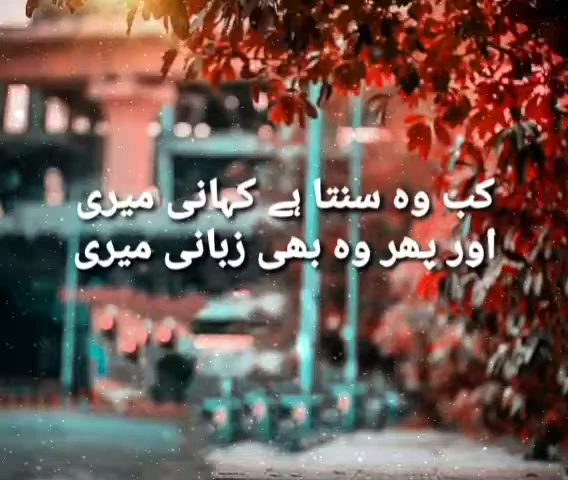 کب وہ سنتا ہے کہانی میری
اور پھر وہ بھی زبانی میری